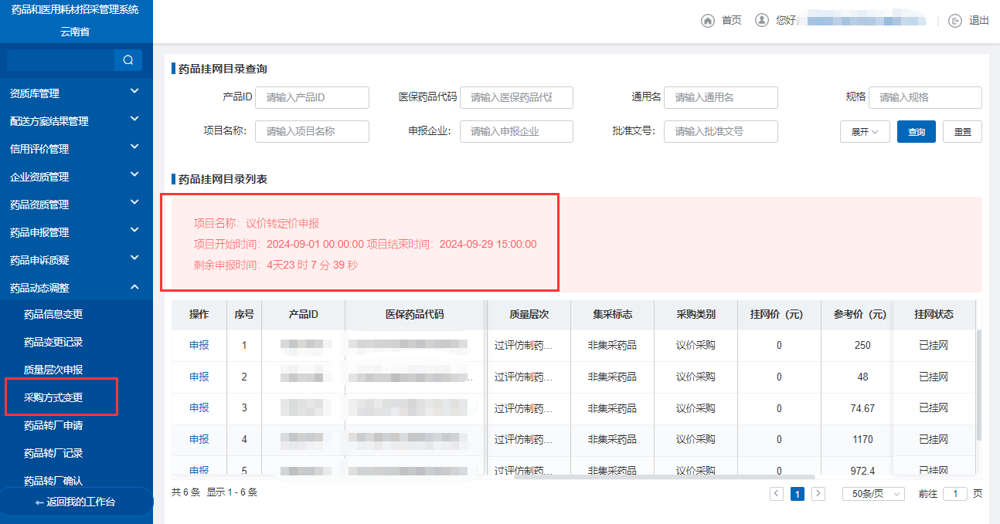 药品和医用耗材招采管理系统
云南省
首页 您好 退出
资质库管理
配送方案结果管理
信用评价管理
企业资质管理
药品资质管理
药品申报管理
药品申诉质疑
药品动态调整
药品信息变更
药品变更记录
质量层次申报
采购方式变更
药品转厂申请
药品转厂记录
药品转厂确认
返回我的工作台
药品挂网目录查询
产品ID 请输入产品ID 医保药品代码 请输入医保药品代码 通用名 请输入通用名 规格 请输入规格
项目名称: 请输入项目名称 申报企业: 请输入申报企业 批准文号: 请输入批准文号 展开 查询 重置
药品挂网目录列表
项目名称: 议价转定价申报
项目开始时间: 2024-09-01 00:00:00 项目结束时间: 2024-09-29 15:00:00
剩余申报时间: 4天23 时 7 分 39 秒
操作 序号 产品ID 医保药品代码 质量层次 集采标志 采购类别 挂网价（元） 参考价（元） 挂网状态
申报 1 过评仿制药... 非集采药品 议价采购 0 250 已挂网
申报 2 过评仿制药... 非集采药品 议价采购 0 48 已挂网
申报 3 过评仿制药... 非集采药品 议价采购 0 74.67 已挂网
申报 4 过评仿制药... 非集采药品 议价采购 0 1170 已挂网
申报 5 过评仿制药... 非集采药品 议价采购 0 972.4 已挂网
共 6 条 显示 1 - 6 条 1 50条/页 前往 1 页